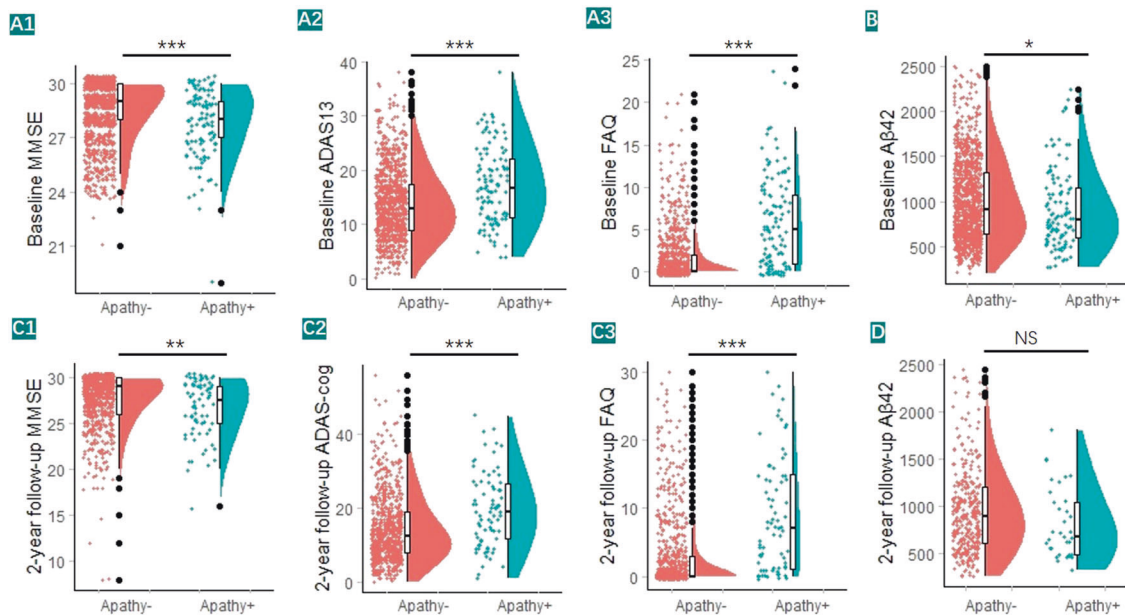 A1
***
Baseline MMSE
30
27
24
21
Apathy-
Apathy+
A2
***
Baseline ADAS13
40
30
20
10
0
Apathy-
Apathy+
A3
***
Baseline FAQ
25
20
15
10
5
0
Apathy-
Apathy+
B
*
Baseline Aβ42
2500
2000
1500
1000
500
Apathy-
Apathy+
C1
**
2-year follow-up MMSE
30
25
20
15
10
Apathy-
Apathy+
C2
***
2-year follow-up ADAS-cog
40
20
0
Apathy-
Apathy+
C3
***
2-year follow-up FAQ
30
20
10
0
Apathy-
Apathy+
D
NS
2-year follow-up Aβ42
2500
2000
1500
1000
500
Apathy-
Apathy+